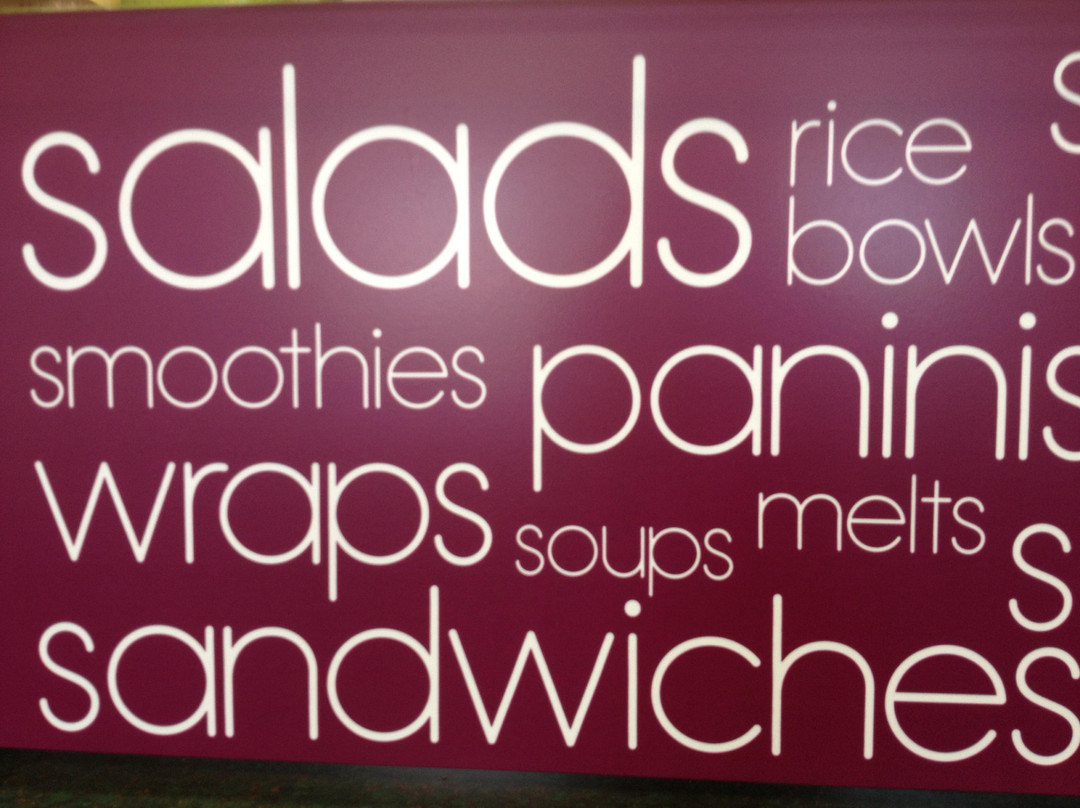 salads
rice
bowls
smoothies
paninis
wraps
soups
melts
sandwiches